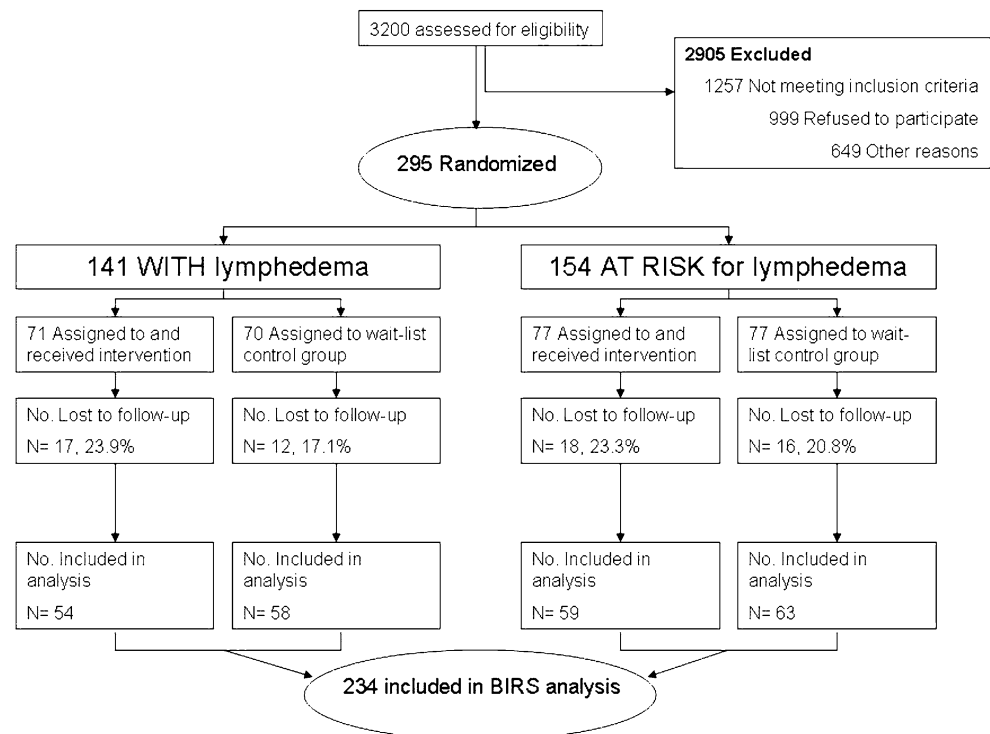 3200 assessed for eligibility
2905 Excluded
1257 Not meeting inclusion criteria
999 Refused to participate
649 Other reasons
295 Randomized
141 WITH lymphedema
154 AT RISK for lymphedema
71 Assigned to and
received intervention
70 Assigned to wait-list
control group
77 Assigned to and
received intervention
77 Assigned to wait-
list control group
No. Lost to follow-up
N= 17, 23.9%
No. Lost to follow-up
N= 12, 17.1%
No. Lost to follow-up
N= 18, 23.3%
No. Lost to follow-up
N= 16, 20.8%
No. Included in
analysis
N= 54
No. Included in
analysis
N= 58
No. Included in
analysis
N= 59
No. Included in
analysis
N= 63
234 included in BIRS analysis